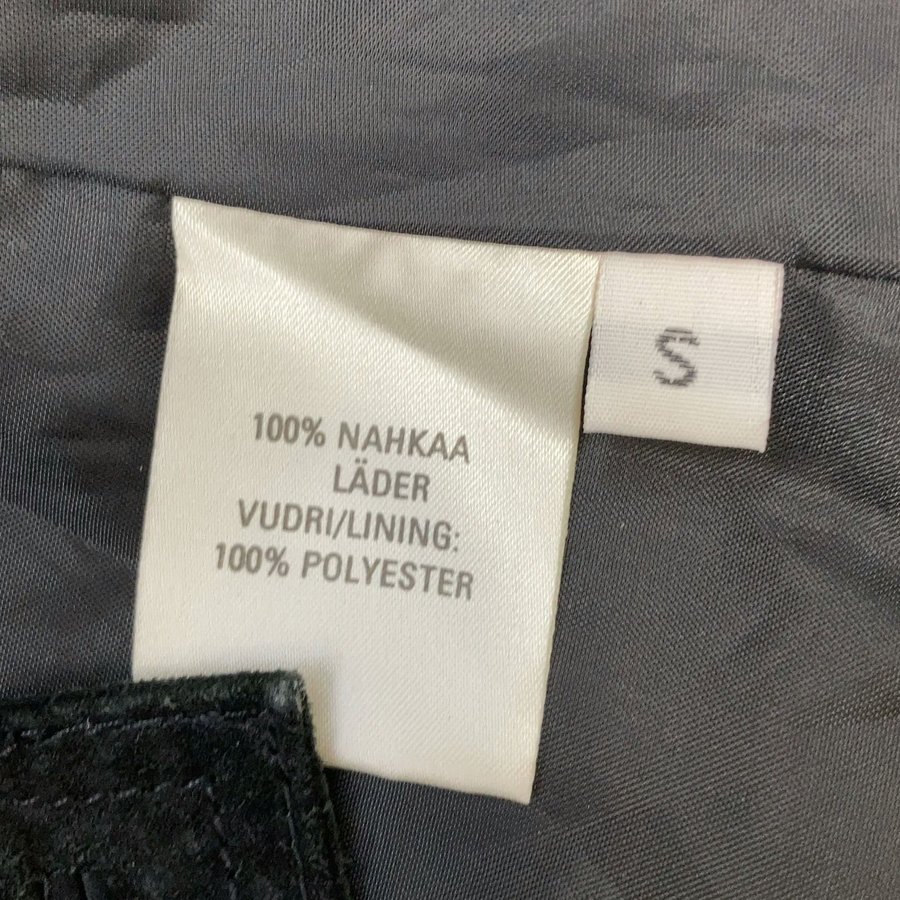 100% NAHKAA
LÄDER
VUDRI/LINING:
100% POLYESTER
S